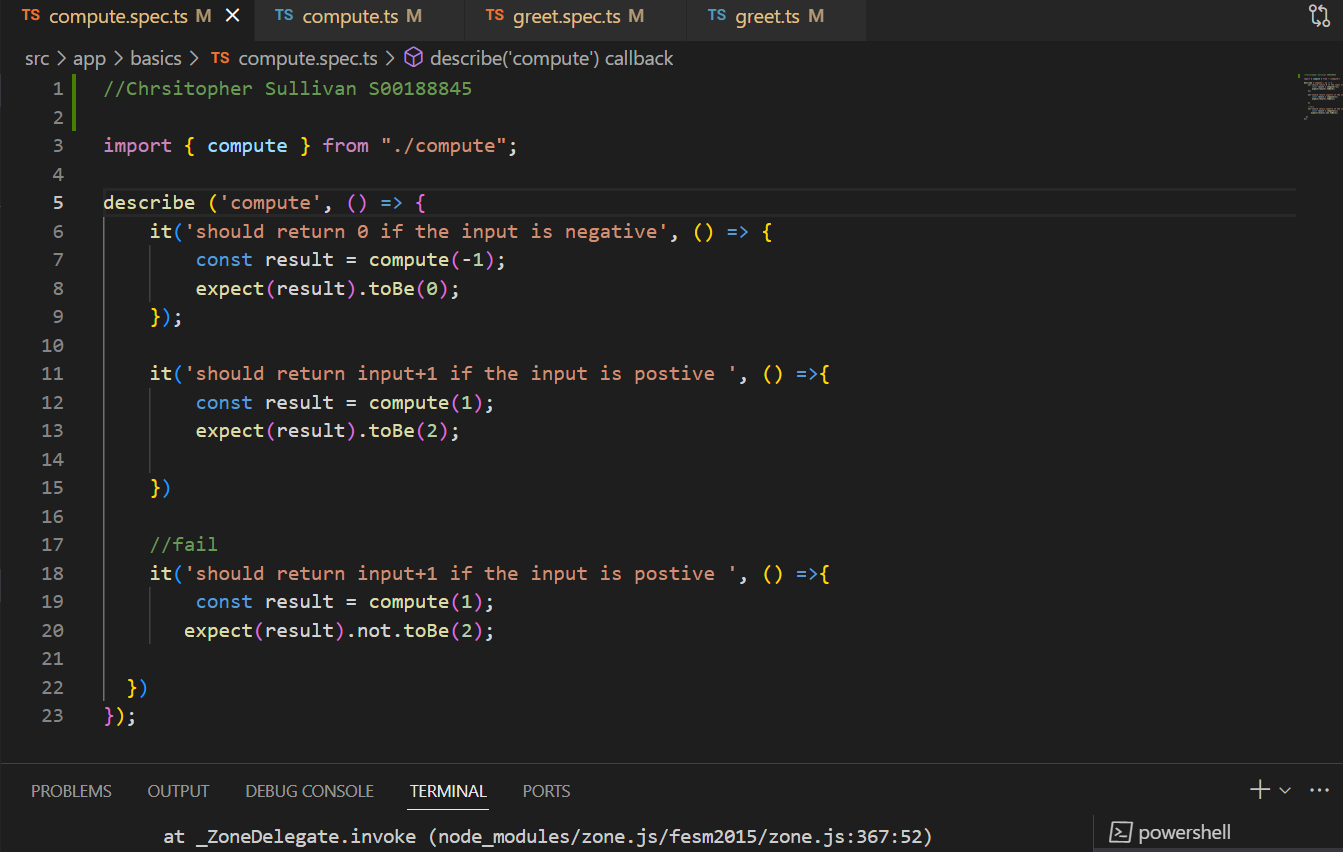 TS compute.spec.ts M TS compute.ts M TS greet.spec.ts M TS greet.ts M
src > app > basics > TS compute.spec.ts > describe('compute') callback
1 //Chrsitopher Sullivan S00188845
2
3 import { compute } from "./compute";
4
5 describe ('compute', () => {
6 it('should return 0 if the input is negative', () => {
7 const result = compute(-1);
8 expect(result).toBe(0);
9 });
10
11 it('should return input+1 if the input is postive ', () =>{
12 const result = compute(1);
13 expect(result).toBe(2);
14
15 })
16
17 //fail
18 it('should return input+1 if the input is postive ', () =>{
19 const result = compute(1);
20 expect(result).not.toBe(2);
21
22 })
23 });
PROBLEMS OUTPUT DEBUG CONSOLE TERMINAL PORTS
at _ZoneDelegate.invoke (node_modules/zone.js/fesm2015/zone.js:367:52)
powershell